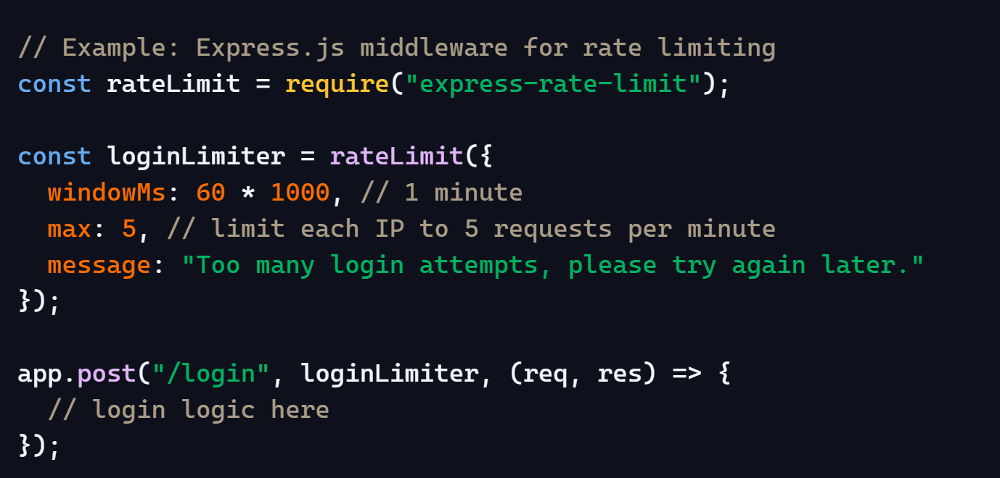 // Example: Express.js middleware for rate limiting
const rateLimit = require("express-rate-limit");

const loginLimiter = rateLimit({
  windowMs: 60 * 1000, // 1 minute
  max: 5, // limit each IP to 5 requests per minute
  message: "Too many login attempts, please try again later."
});

app.post("/login", loginLimiter, (req, res) => {
  // login logic here
});